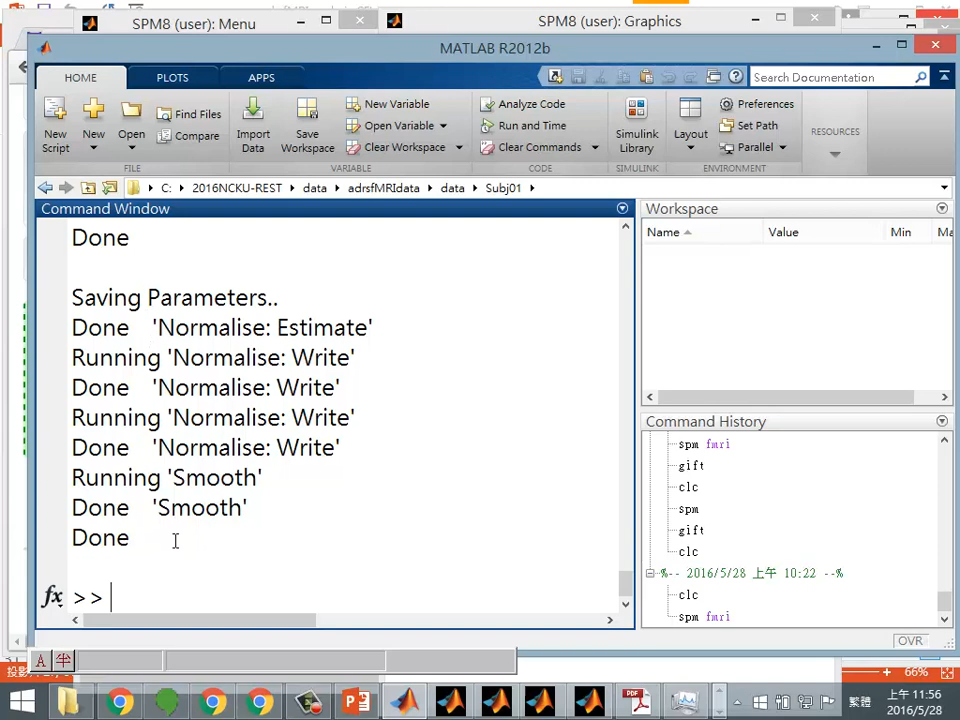 SPM8 (user): Menu
SPM8 (user): Graphics
MATLAB R2012b
HOME
PLOTS
APPS
Search Documentation
New Script
New
Open
Find Files
Compare
FILE
Import Data
Save Workspace
New Variable
Open Variable
Clear Workspace
VARIABLE
Analyze Code
Run and Time
Clear Commands
CODE
Simulink Library
SIMULINK
Layout
Preferences
Set Path
Parallel
ENVIRONMENT
RESOURCES
C: 2016NCKU-REST data adrsfMRIdata data Subj01
Command Window
Done
Saving Parameters..
Done 'Normalise: Estimate'
Running 'Normalise: Write'
Done 'Normalise: Write'
Running 'Normalise: Write'
Done 'Normalise: Write'
Running 'Smooth'
Done 'Smooth'
Done
fx >>
Workspace
Name Value Min
Command History
spm fmri
gift
clc
spm
gift
clc
%-- 2016/5/28 上午 10:22 --%
clc
spm fmri
OVR
A 半
66%
PDF
繁體
上午 11:56
2016/5/28